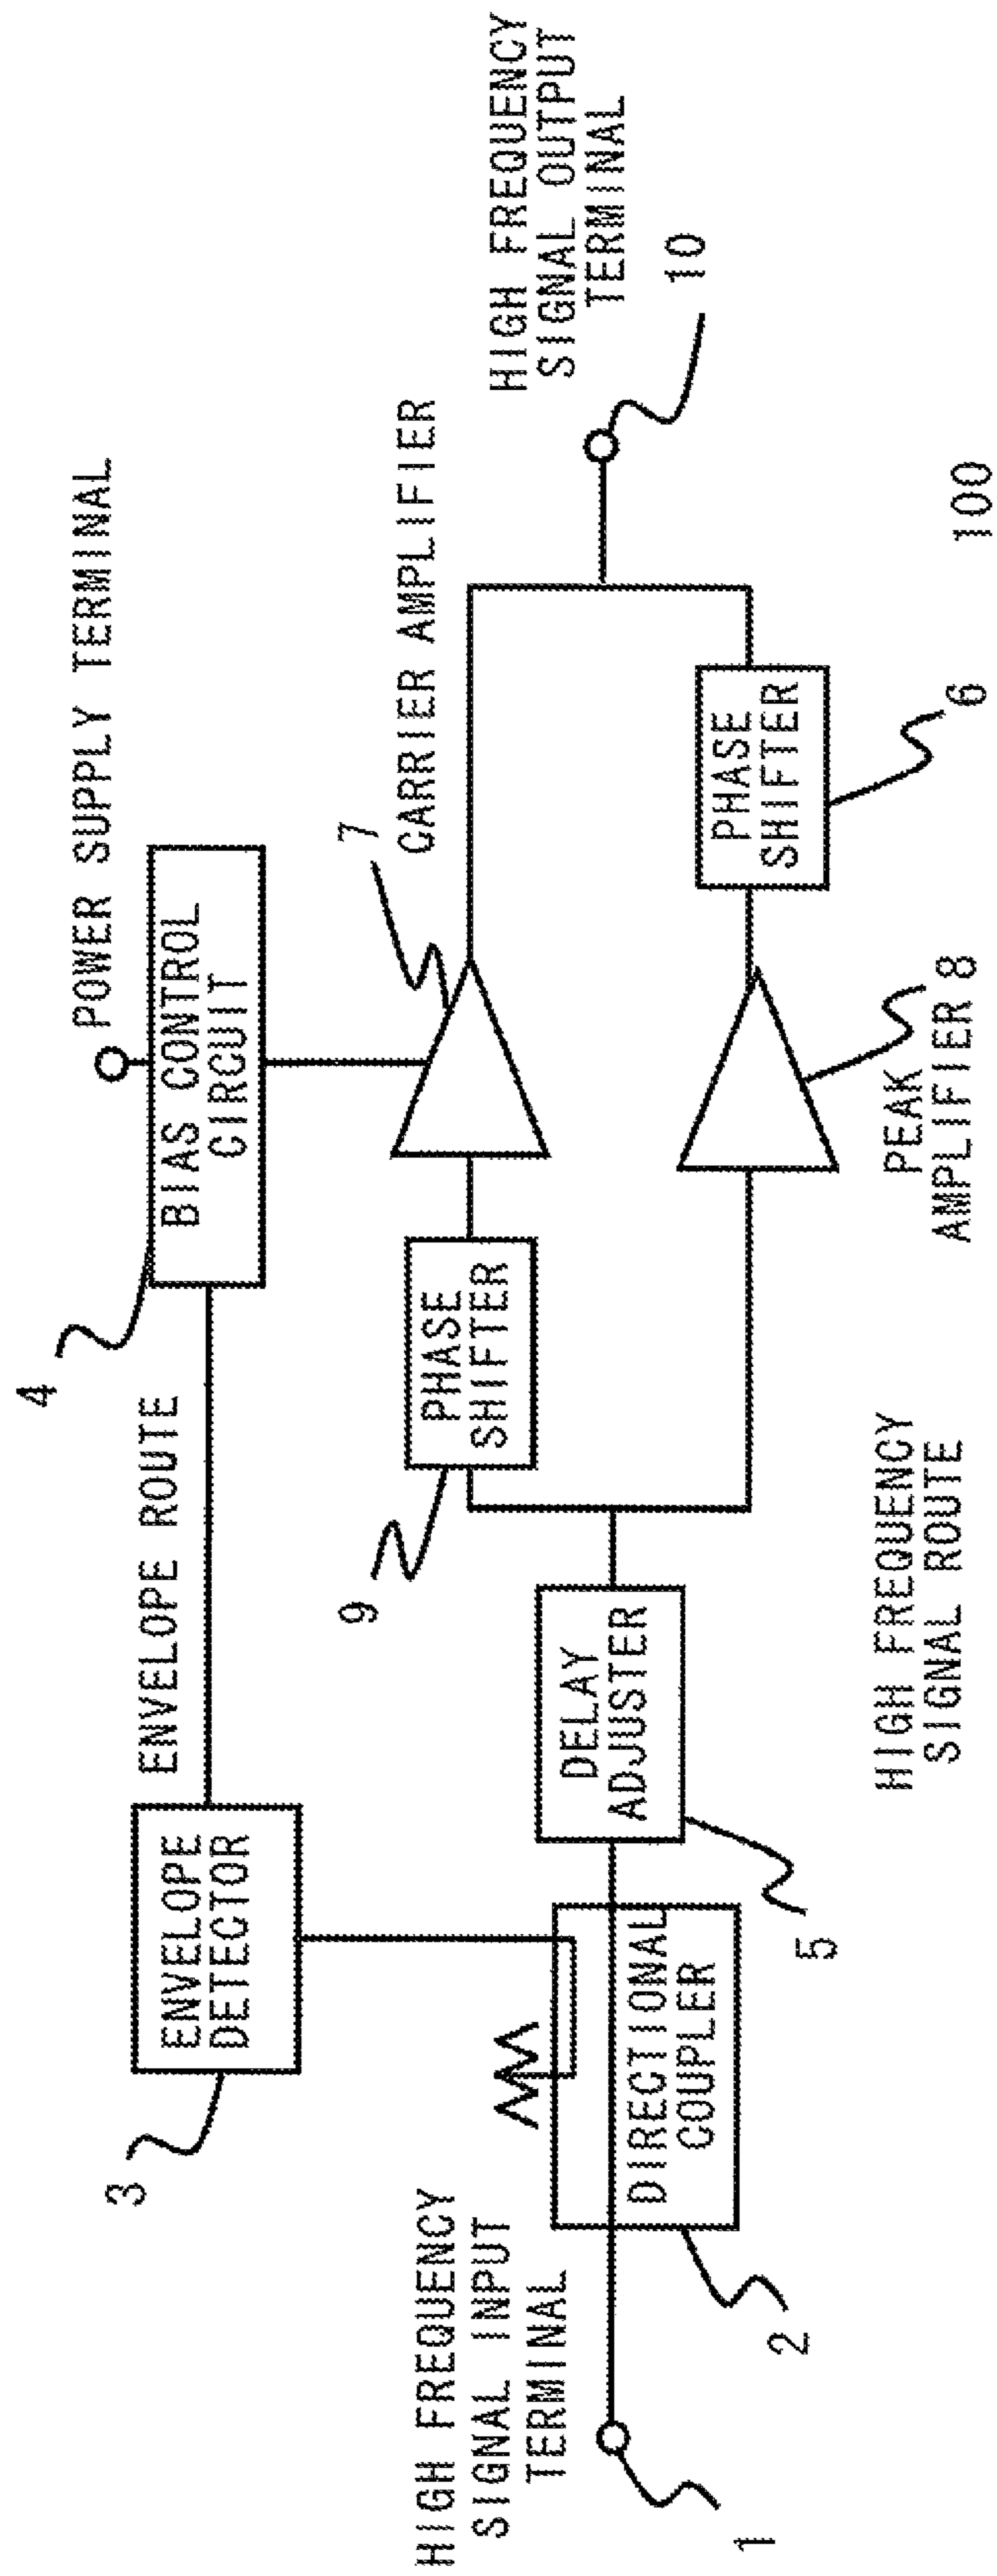 POWER SUPPLY TERMINAL
4
BIAS CONTROL
CIRCUIT
ENVELOPE ROUTE
3
ENVELOPE
DETECTOR
7
CARRIER AMPLIFIER
9
PHASE
SHIFTER
HIGH FREQUENCY
SIGNAL INPUT
TERMINAL
1
2
DIRECTIONAL
COUPLER
5
DELAY
ADJUSTER
HIGH FREQUENCY
SIGNAL ROUTE
PEAK
AMPLIFIER 8
PHASE
SHIFTER
6
HIGH FREQUENCY
SIGNAL OUTPUT
TERMINAL
10
100